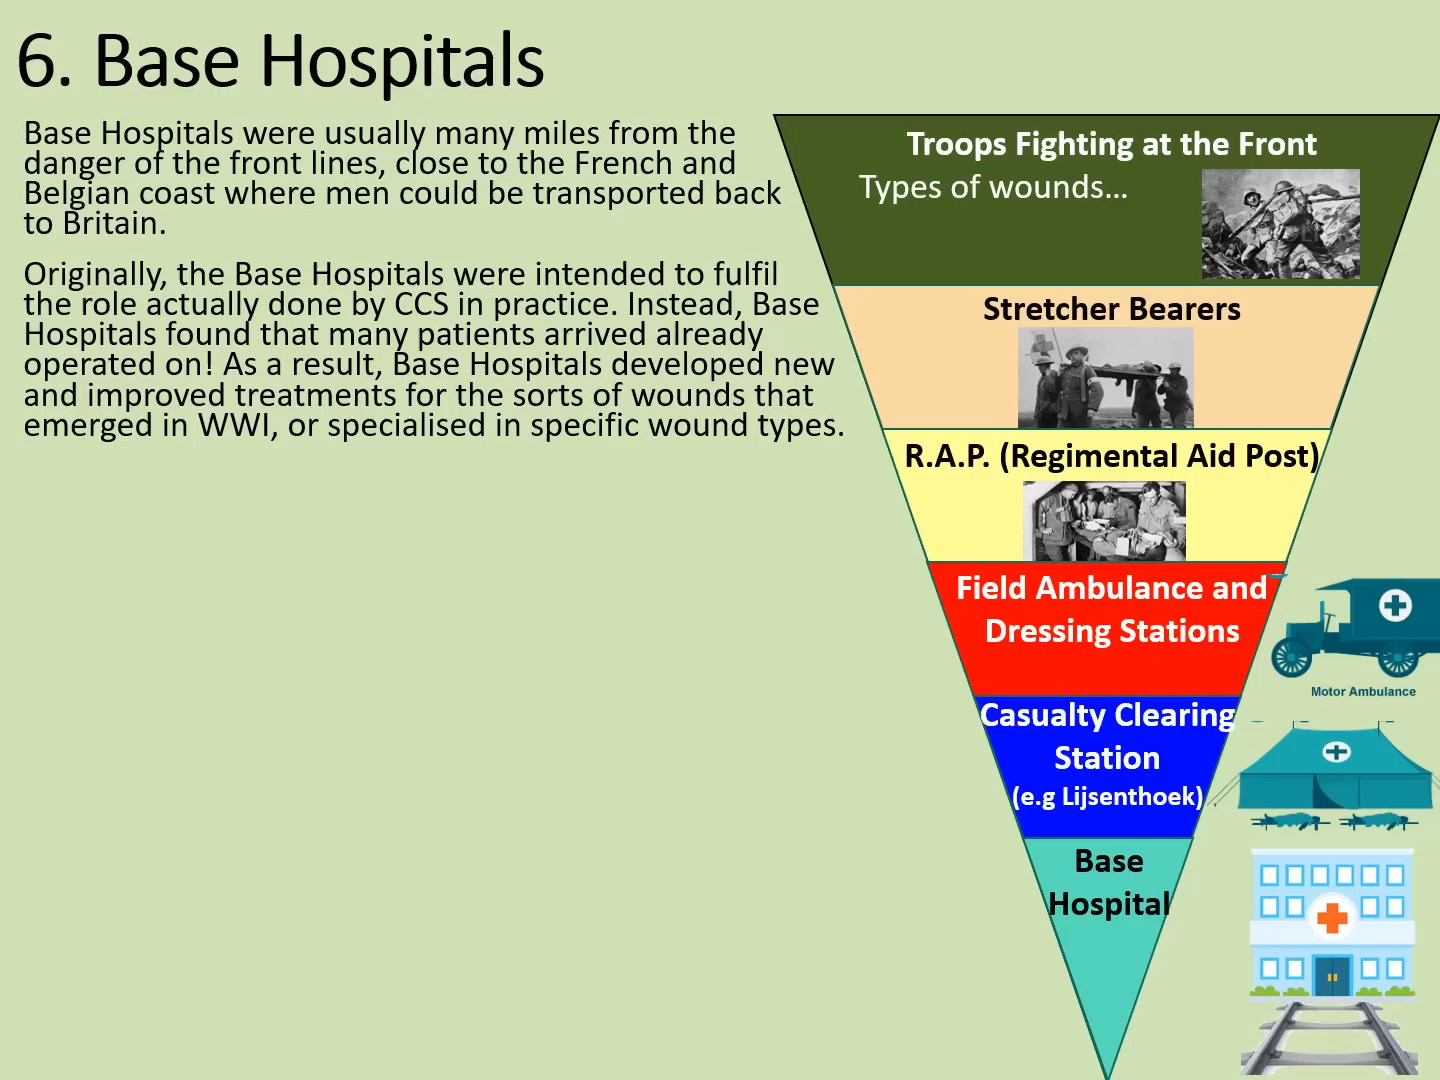 6. Base Hospitals
Base Hospitals were usually many miles from the
danger of the front lines, close to the French and
Belgian coast where men could be transported back
to Britain.
Originally, the Base Hospitals were intended to fulfil
the role actually done by CCS in practice. Instead, Base
Hospitals found that many patients arrived already
operated on! As a result, Base Hospitals developed new
and improved treatments for the sorts of wounds that
emerged in WWI, or specialised in specific wound types.
Troops Fighting at the Front
Types of wounds...
Stretcher Bearers
R.A.P. (Regimental Aid Post)
Field Ambulance and
Dressing Stations
Motor Ambulance
Casualty Clearing
Station
(e.g Lijsenthoek)
Base
Hospital